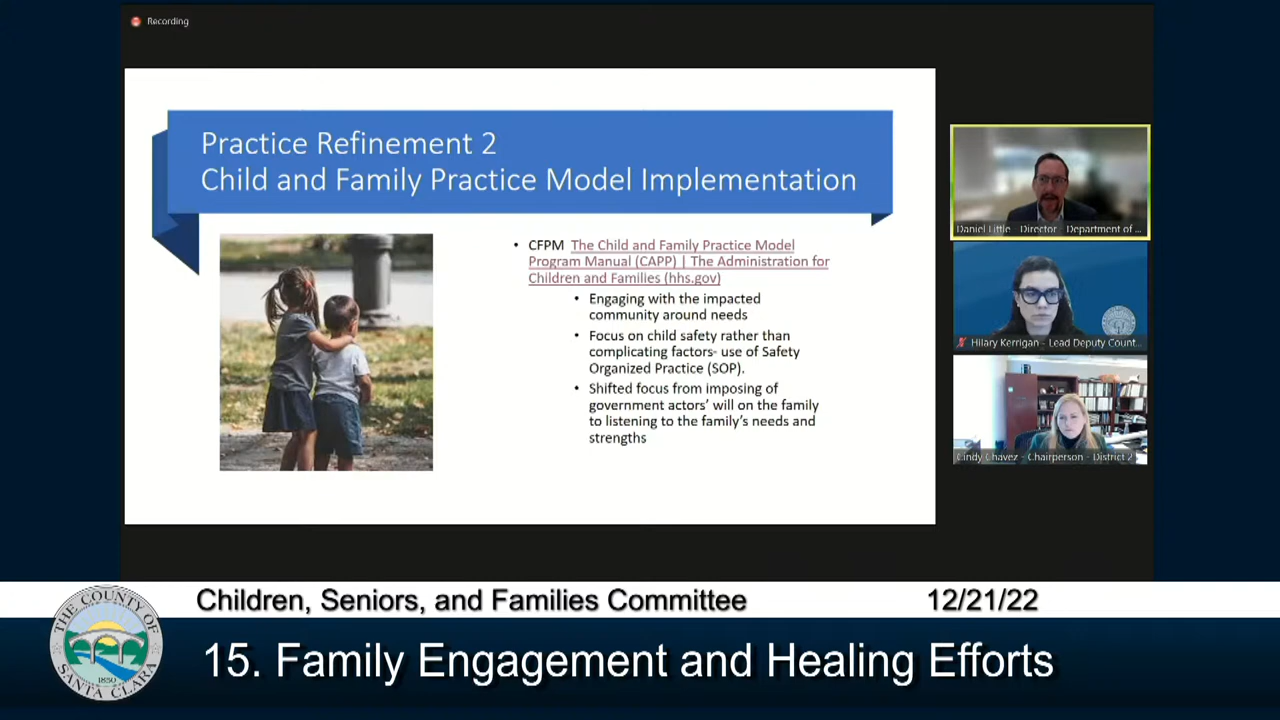 Recording
Practice Refinement 2
Child and Family Practice Model Implementation
• CFPM The Child and Family Practice Model
Program Manual (CAPP) | The Administration for
Children and Families (hhs.gov)
• Engaging with the impacted
community around needs
• Focus on child safety rather than
complicating factors- use of Safety
Organized Practice (SOP).
• Shifted focus from imposing of
government actors' will on the family
to listening to the family's needs and
strengths
Daniel Little - Director - Department of ...
Hilary Kerrigan - Lead Deputy Count...
Cindy Chavez - Chairperson - District 2
Children, Seniors, and Families Committee
12/21/22
THE COUNTY OF
SANTA CLARA
1850
15. Family Engagement and Healing Efforts